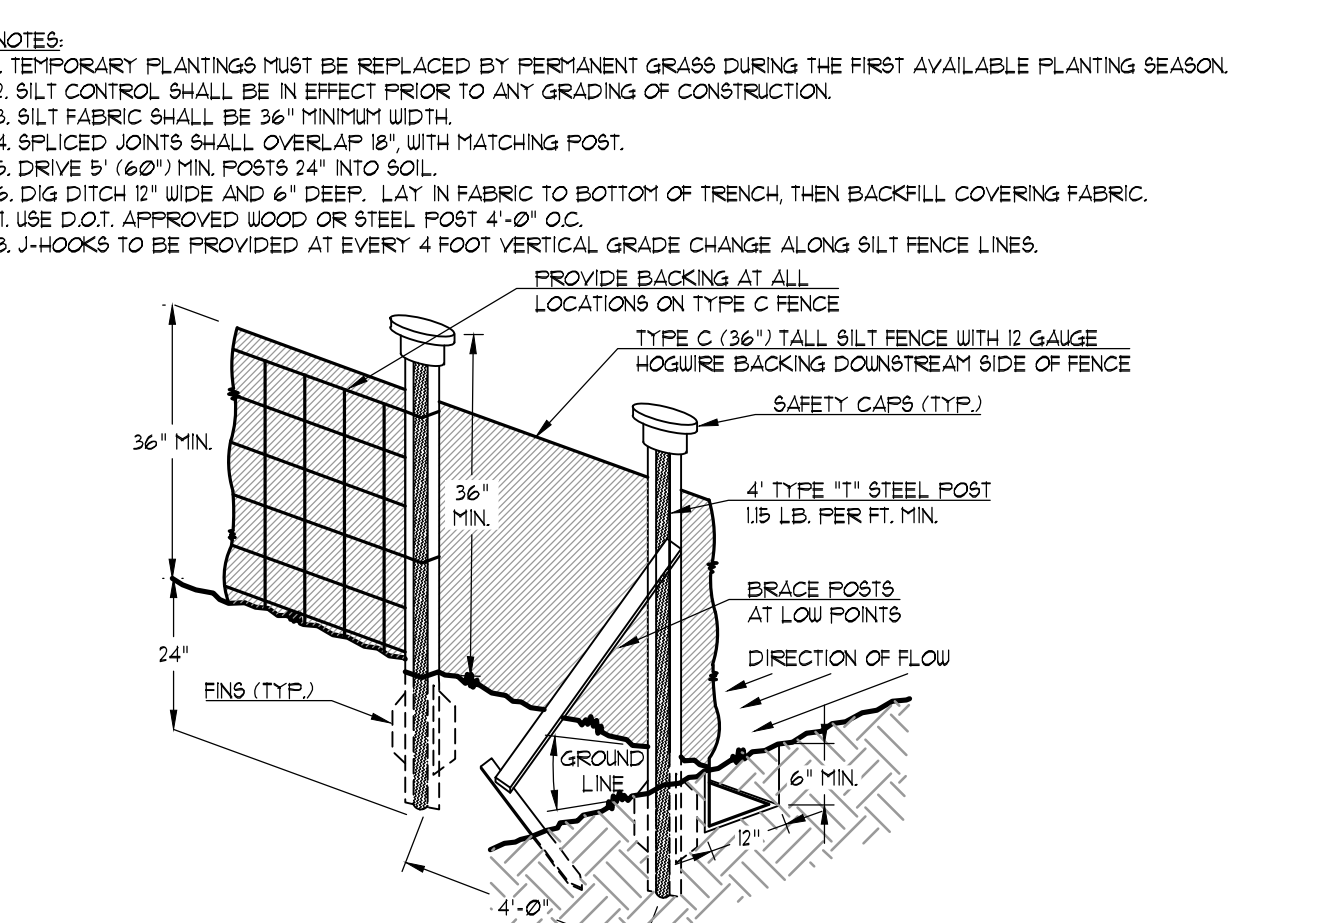 NOTES:
. TEMPORARY PLANTINGS MUST BE REPLACED BY PERMANENT GRASS DURING THE FIRST AVAILABLE PLANTING SEASON.
2. SILT CONTROL SHALL BE IN EFFECT PRIOR TO ANY GRADING OF CONSTRUCTION.
3. SILT FABRIC SHALL BE 36" MINIMUM WIDTH.
4. SPLICED JOINTS SHALL OVERLAP 18", WITH MATCHING POST.
5. DRIVE 5' (60") MIN. POSTS 24" INTO SOIL.
6. DIG DITCH 12" WIDE AND 6" DEEP. LAY IN FABRIC TO BOTTOM OF TRENCH, THEN BACKFILL COVERING FABRIC.
7. USE D.O.T. APPROVED WOOD OR STEEL POST 4'-0" O.C.
8. J-HOOKS TO BE PROVIDED AT EVERY 4 FOOT VERTICAL GRADE CHANGE ALONG SILT FENCE LINES.
PROVIDE BACKING AT ALL
LOCATIONS ON TYPE C FENCE
TYPE C (36") TALL SILT FENCE WITH 12 GAUGE
HOGWIRE BACKING DOWNSTREAM SIDE OF FENCE
SAFETY CAPS (TYP.)
36" MIN.
36"
MIN.
4' TYPE "T" STEEL POST
1.15 LB. PER FT. MIN.
BRACE POSTS
AT LOW POINTS
24"
DIRECTION OF FLOW
FINS (TYP.)
GROUND
LINE
6" MIN.
12"
4'-0"